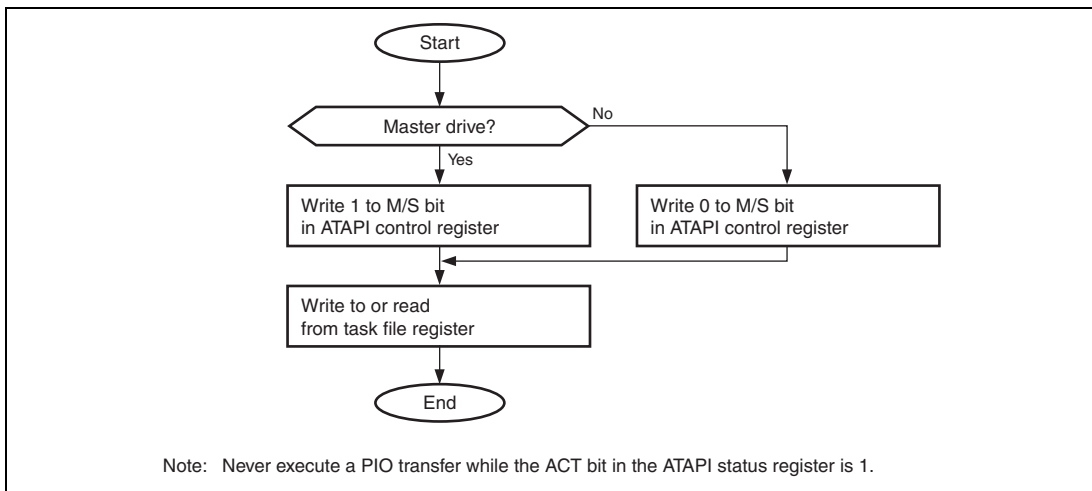 Start
Master drive?
No
Yes
Write 1 to M/S bit
in ATAPI control register
Write 0 to M/S bit
in ATAPI control register
Write to or read
from task file register
End
Note: Never execute a PIO transfer while the ACT bit in the ATAPI status register is 1.